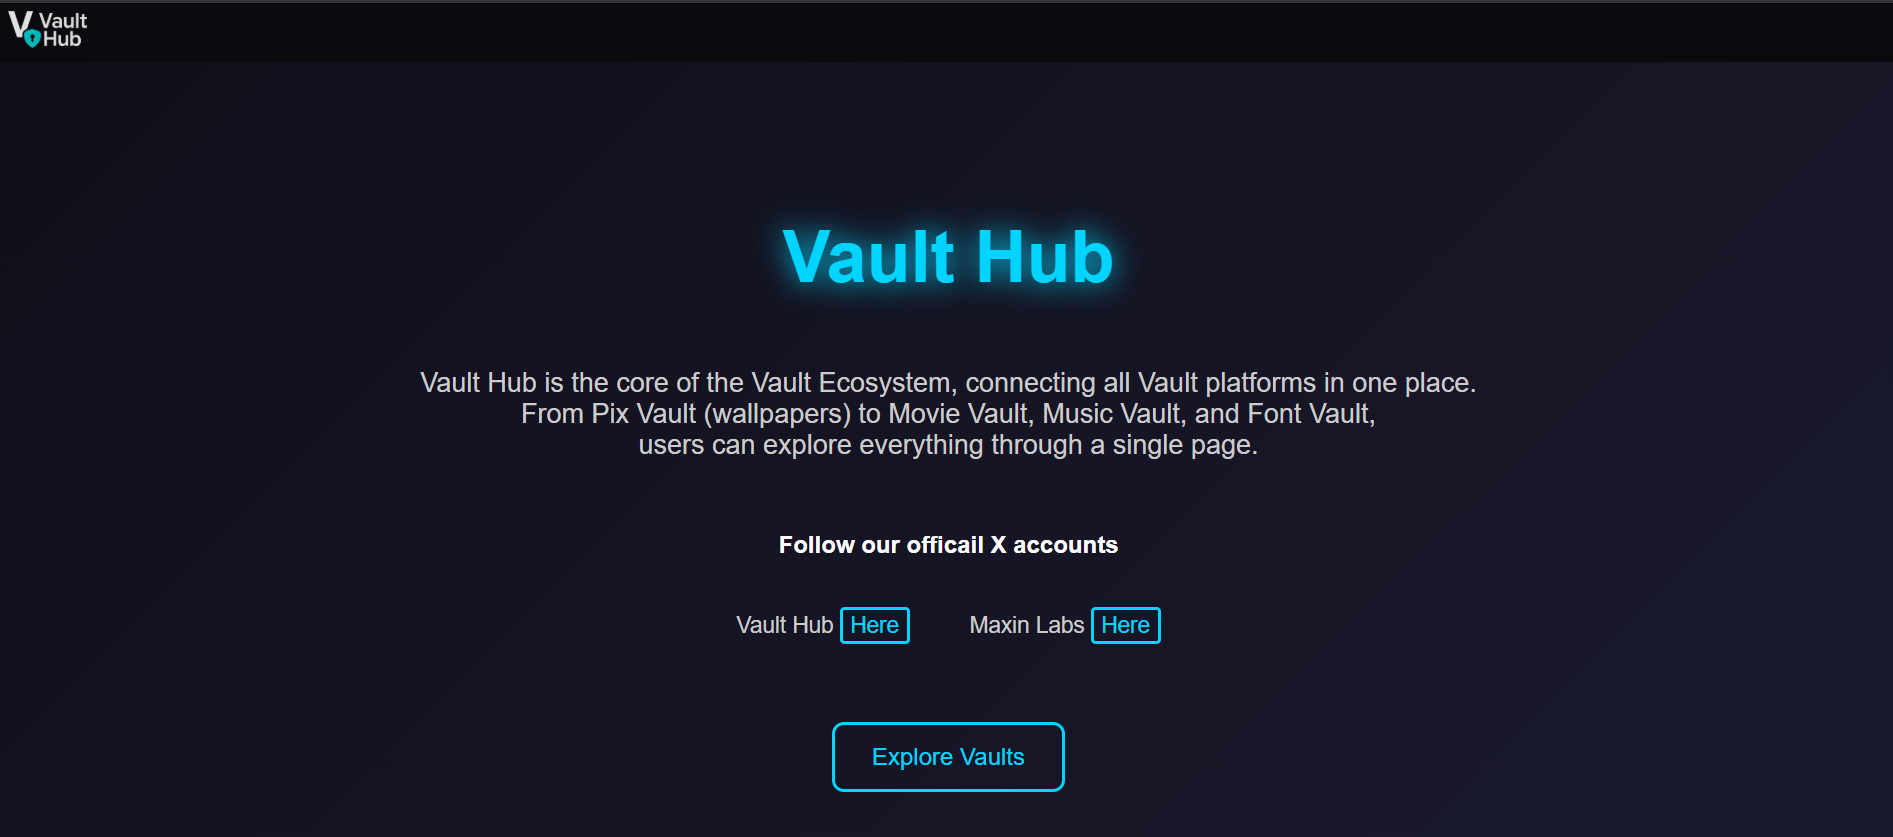 Vault
Hub
Vault Hub
Vault Hub is the core of the Vault Ecosystem, connecting all Vault platforms in one place.
From Pix Vault (wallpapers) to Movie Vault, Music Vault, and Font Vault,
users can explore everything through a single page.
Follow our officail X accounts
Vault Hub Here Maxin Labs Here
Explore Vaults